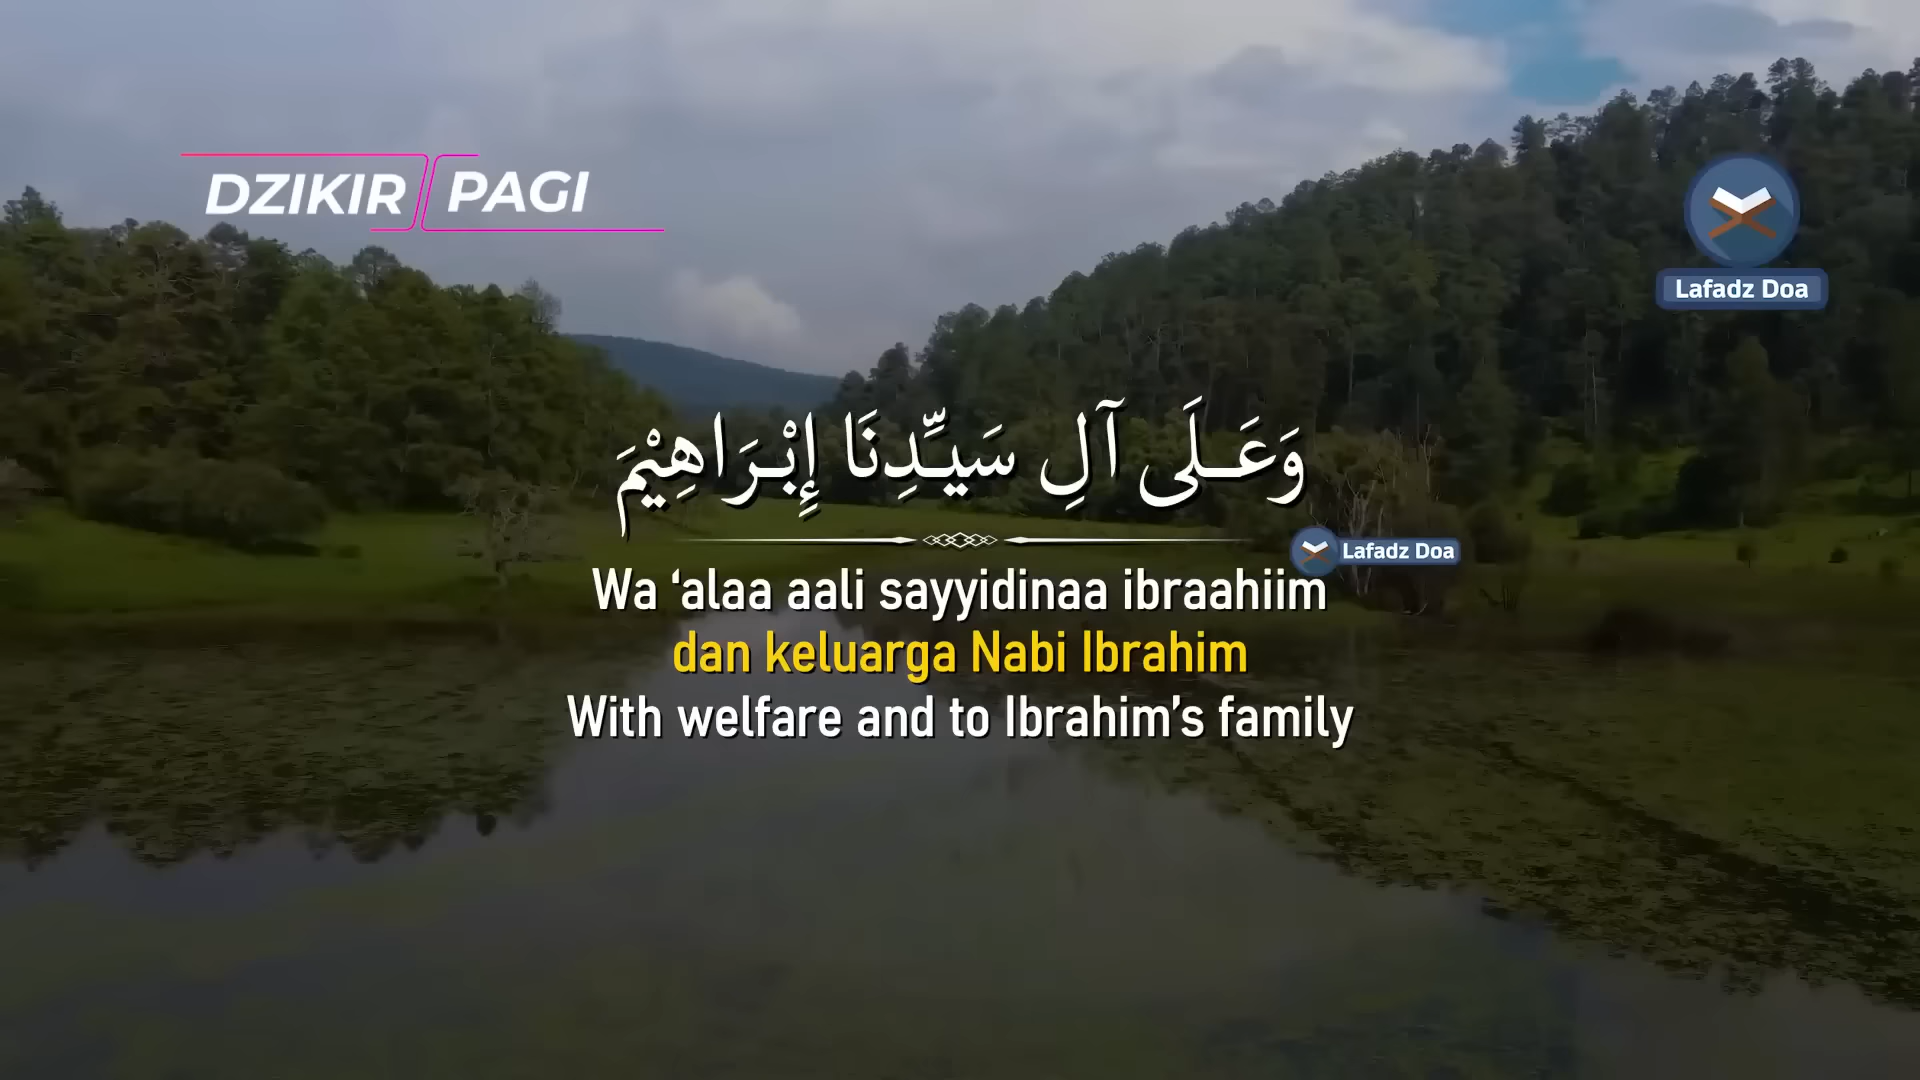 DZIKIR PAGI
Lafadz Doa
وَعَـلَى آلِ سَيِّـدِنَا إِبْـرَاهِيْمَ
Lafadz Doa
Wa ‘alaa aali sayyidinaa ibraahiim
dan keluarga Nabi Ibrahim
With welfare and to Ibrahim’s family